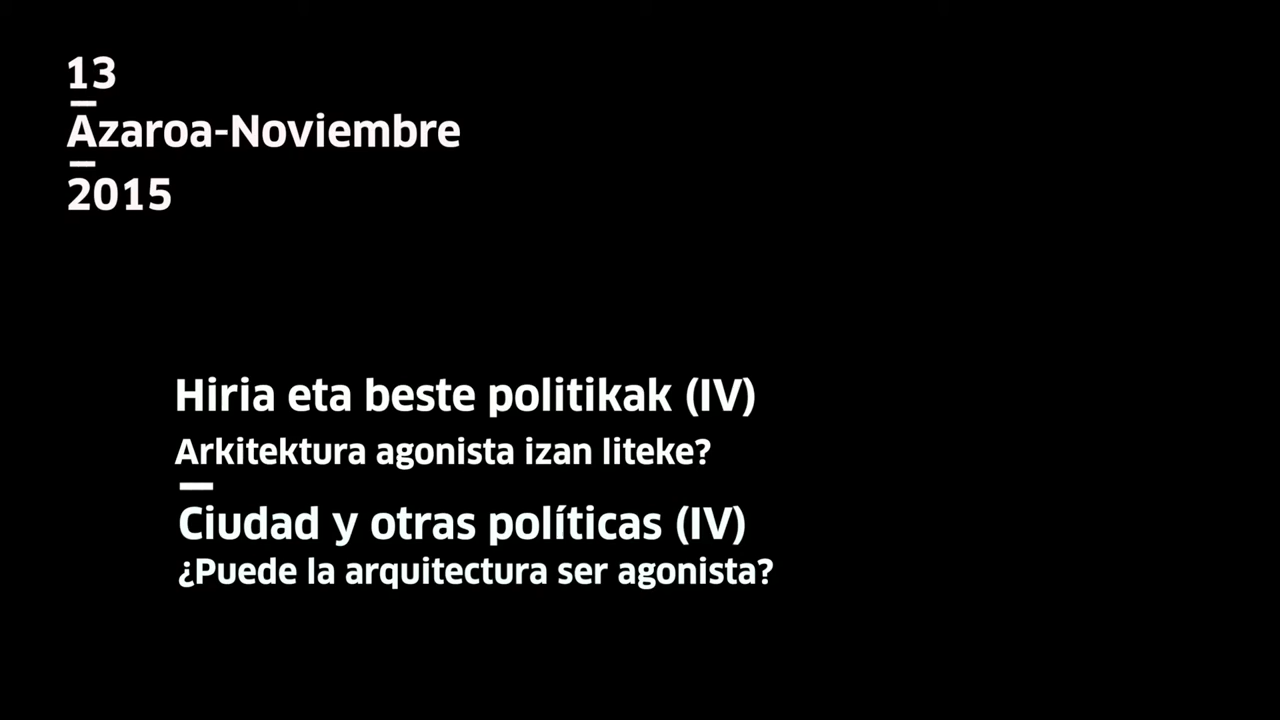 13
Azaroa-Noviembre
2015
Hiria eta beste politikak (IV)
Arkitektura agonista izan liteke?
Ciudad y otras políticas (IV)
¿Puede la arquitectura ser agonista?